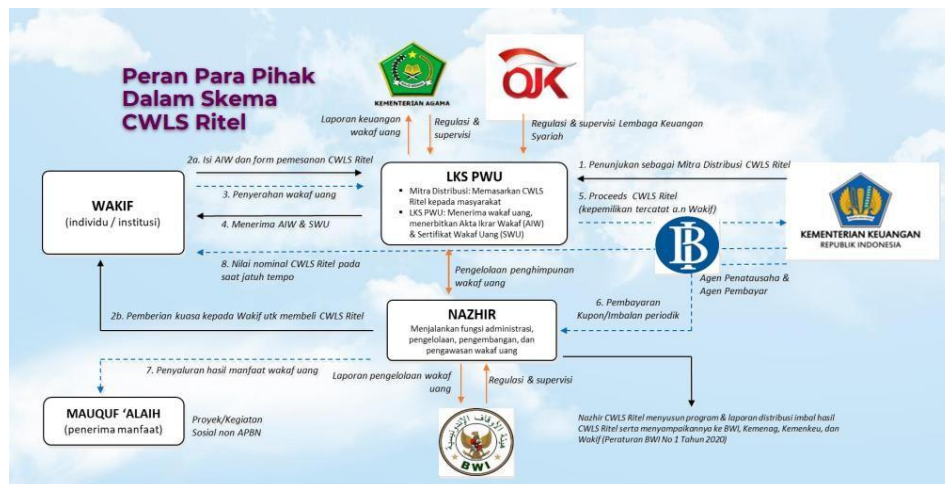 Peran Para Pihak
Dalam Skema
CWLS Ritel
KEMENTERIAN AGAMA
OJK
Laporan keuangan
wakaf uang
Regulasi &
supervisi
Regulasi & supervisi Lembaga Keuangan
Syariah
2a. Isi AIW dan form pemesanan CWLS Ritel
1. Penunjukan sebagai Mitra Distribusi CWLS Ritel
WAKIF
(individu / institusi)
3. Penyerahan wakaf uang
4. Menerima AIW & SWU
LKS PWU
▪ Mitra Distribusi: Memasarkan CWLS
Ritel kepada masyarakat
▪ LKS PWU: Menerima wakaf uang,
menerbitkan Akta Ikrar Wakaf (AIW)
& Sertifikat Wakaf Uang (SWU)
5. Proceeds CWLS Ritel
(kepemilikan tercatat a.n Wakif)
KEMENTERIAN KEUANGAN
REPUBLIK INDONESIA
8. Nilai nominal CWLS Ritel pada
saat jatuh tempo
Pengelolaan penghimpunan
wakaf uang
Agen Penatausaha &
Agen Pembayar
2b. Pemberian kuasa kepada Wakif utk membeli CWLS Ritel
NAZHIR
Menjalankan fungsi administrasi,
pengelolaan, pengembangan, dan
pengawasan wakaf uang
6. Pembayaran
Kupon/Imbalan periodik
7. Penyaluran hasil manfaat wakaf uang
Laporan pengelolaan wakaf
uang
Regulasi & supervisi
MAUQUF ‘ALAIH
(penerima manfaat)
Proyek/Kegiatan
Sosial non APBN
BWI
Nazhir CWLS Ritel menyusun program & laporan distribusi imbal hasil
CWLS Ritel serta menyampaikannya ke BWI, Kemenag, Kemenkeu, dan
Wakif (Peraturan BWI No 1 Tahun 2020)